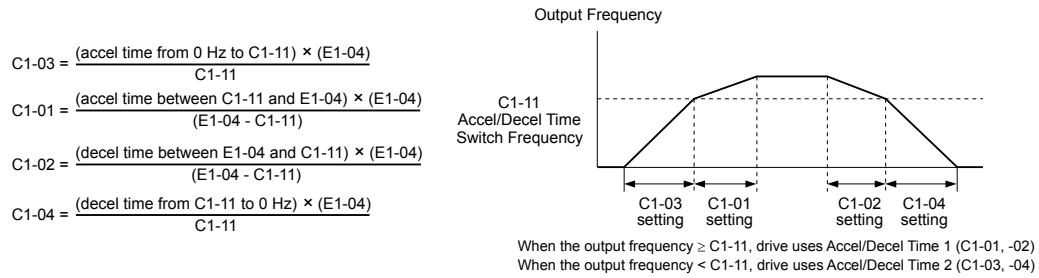 C1-03 = (accel time from 0 Hz to C1-11) × (E1-04)
C1-11
C1-01 = (accel time between C1-11 and E1-04) × (E1-04)
(E1-04 - C1-11)
C1-02 = (decel time between E1-04 and C1-11) × (E1-04)
(E1-04 - C1-11)
C1-04 = (decel time from C1-11 to 0 Hz) × (E1-04)
C1-11
Output Frequency
C1-11
Accel/Decel Time
Switch Frequency
C1-03 setting
C1-01 setting
C1-02 setting
C1-04 setting
When the output frequency ≥ C1-11, drive uses Accel/Decel Time 1 (C1-01, -02)
When the output frequency < C1-11, drive uses Accel/Decel Time 2 (C1-03, -04)